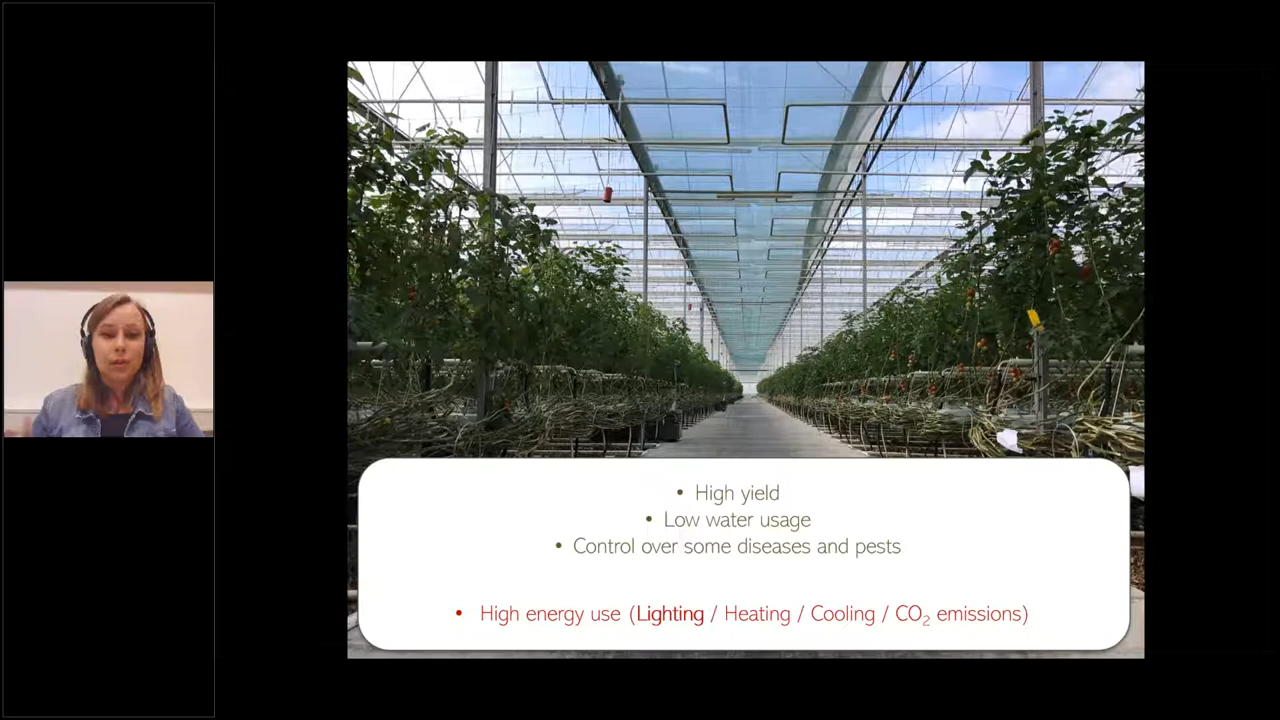 • High yield
• Low water usage
• Control over some diseases and pests
• High energy use (Lighting / Heating / Cooling / CO₂ emissions)